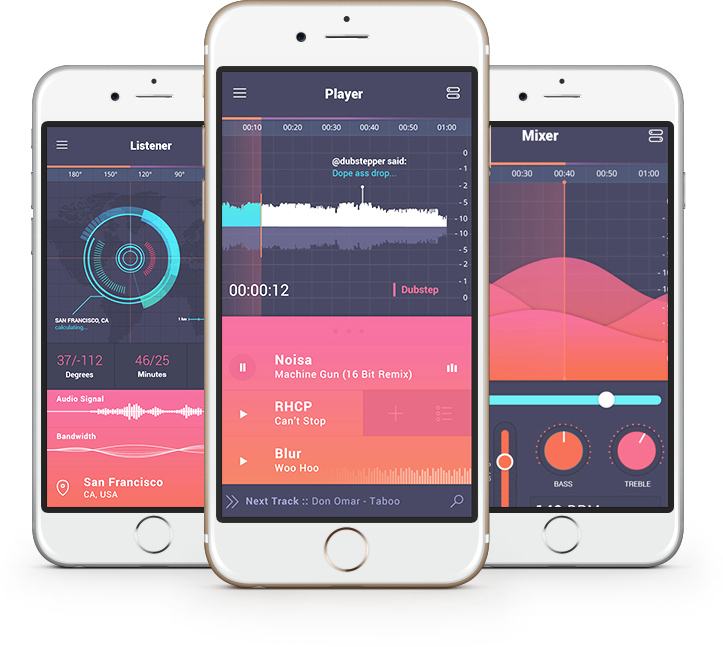 Listener
180° 150° 120° 90°
SAN FRANCISCO, CA
calculating...
1 km
37/-112
Degrees
46/25
Minutes
Audio Signal
Bandwidth
San Francisco
CA, USA
Player
00:10 00:20 00:30 00:40 00:50 01:00
@dubstepper said:
Dope ass drop...
0
- 1
- 2
- 5
- 10
- 10
- 5
- 2
- 1
0
00:00:12
Dubstep
Noisa
Machine Gun (16 Bit Remix)
RHCP
Can't Stop
Blur
Woo Hoo
Next Track :: Don Omar - Taboo
Mixer
00:30 00:40 00:50 01:00
BASS
TREBLE